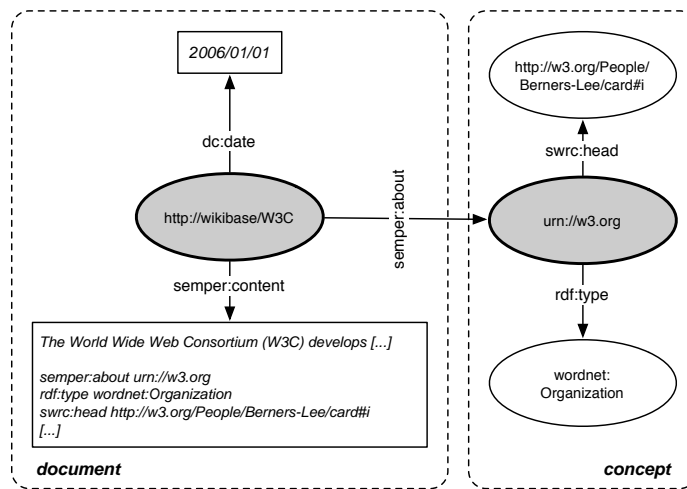 2006/01/01
dc:date
http://wikibase/W3C
semper:content
The World Wide Web Consortium (W3C) develops [...]
semper:about urn://w3.org
rdf:type wordnet:Organization
swrc:head http://w3.org/People/Berners-Lee/card#i
[...]
document
semper:about
http://w3.org/People/
Berners-Lee/card#i
swrc:head
urn://w3.org
rdf:type
wordnet:
Organization
concept